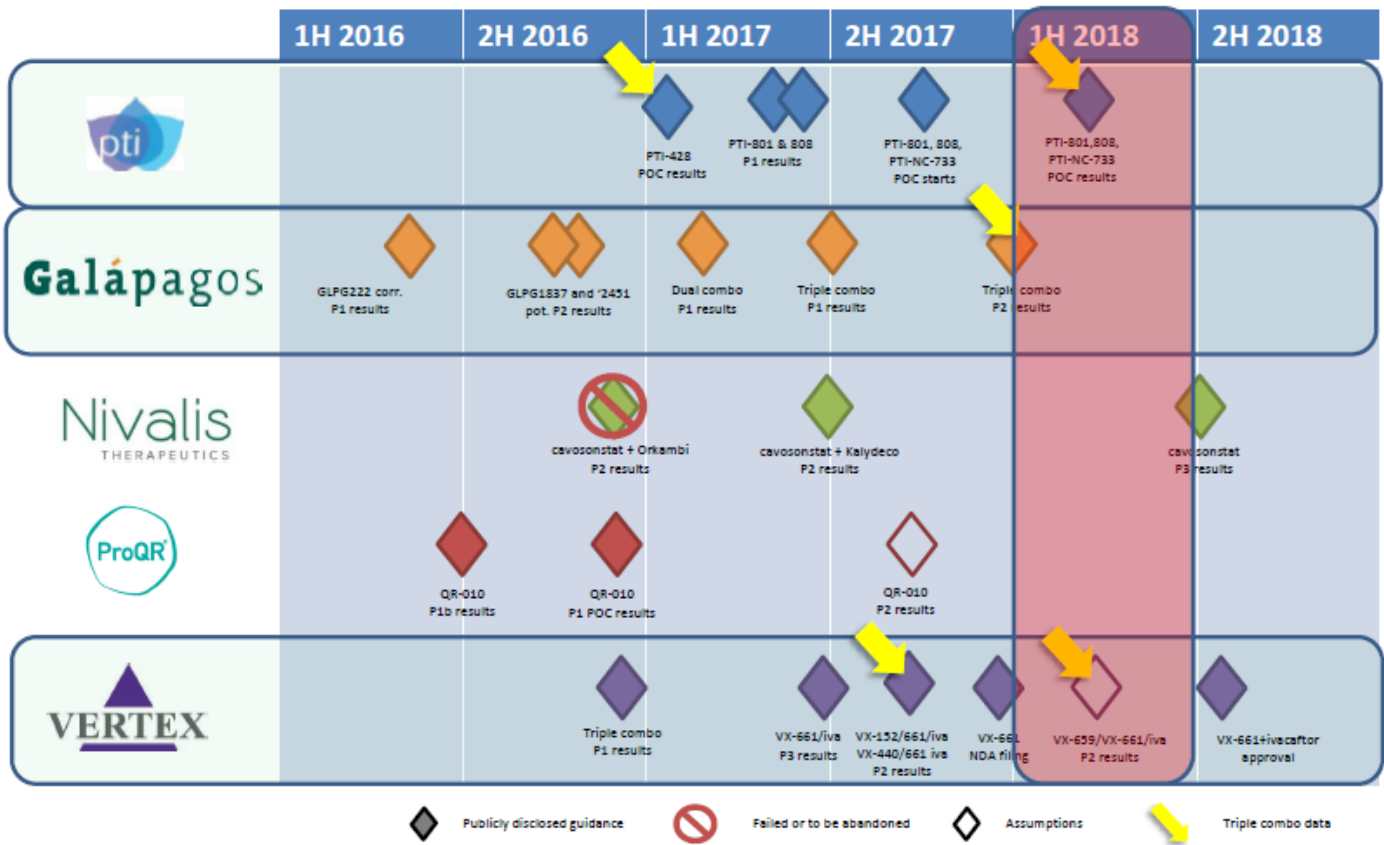 1H 2016 2H 2016 1H 2017 2H 2017 1H 2018 2H 2018
pti
PTI-428
POC results
PTI-801 & 808
P1 results
PTI-801, 808,
PTI-NC-733
POC starts
PTI-801,808,
PTI-NC-733
POC results
Galápagos
GLPG222 corr.
P1 results
GLPG1837 and '2451
pot. P2 results
Dual combo
P1 results
Triple combo
P1 results
Triple combo
P2 results
Nivalis
THERAPEUTICS
cavosonstat + Orkambi
P2 results
cavosonstat + Kalydeco
P2 results
cavosonstat
P3 results
ProQR
QR-010
P1b results
QR-010
P1 POC results
QR-010
P2 results
VERTEX
Triple combo
P1 results
VX-661/iva
P3 results
VX-152/661/iva
VX-440/661 iva
P2 results
VX-661
NDA filing
VX-659/VX-661/iva
P2 results
VX-661+ivacaftor
approval
Publicly disclosed guidance Failed or to be abandoned Assumptions Triple combo data